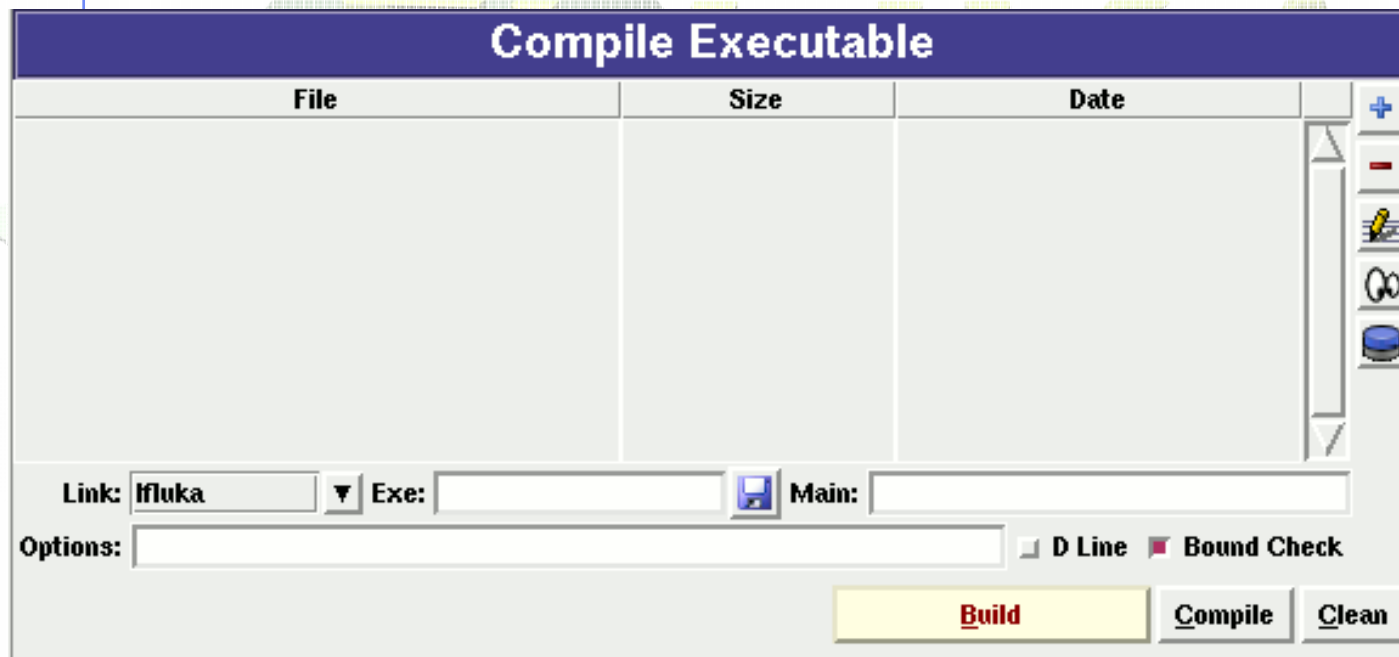 Compile Executable
File Size Date
Link: lfluka Exe: Main:
Options: D Line Bound Check
Build Compile Clean